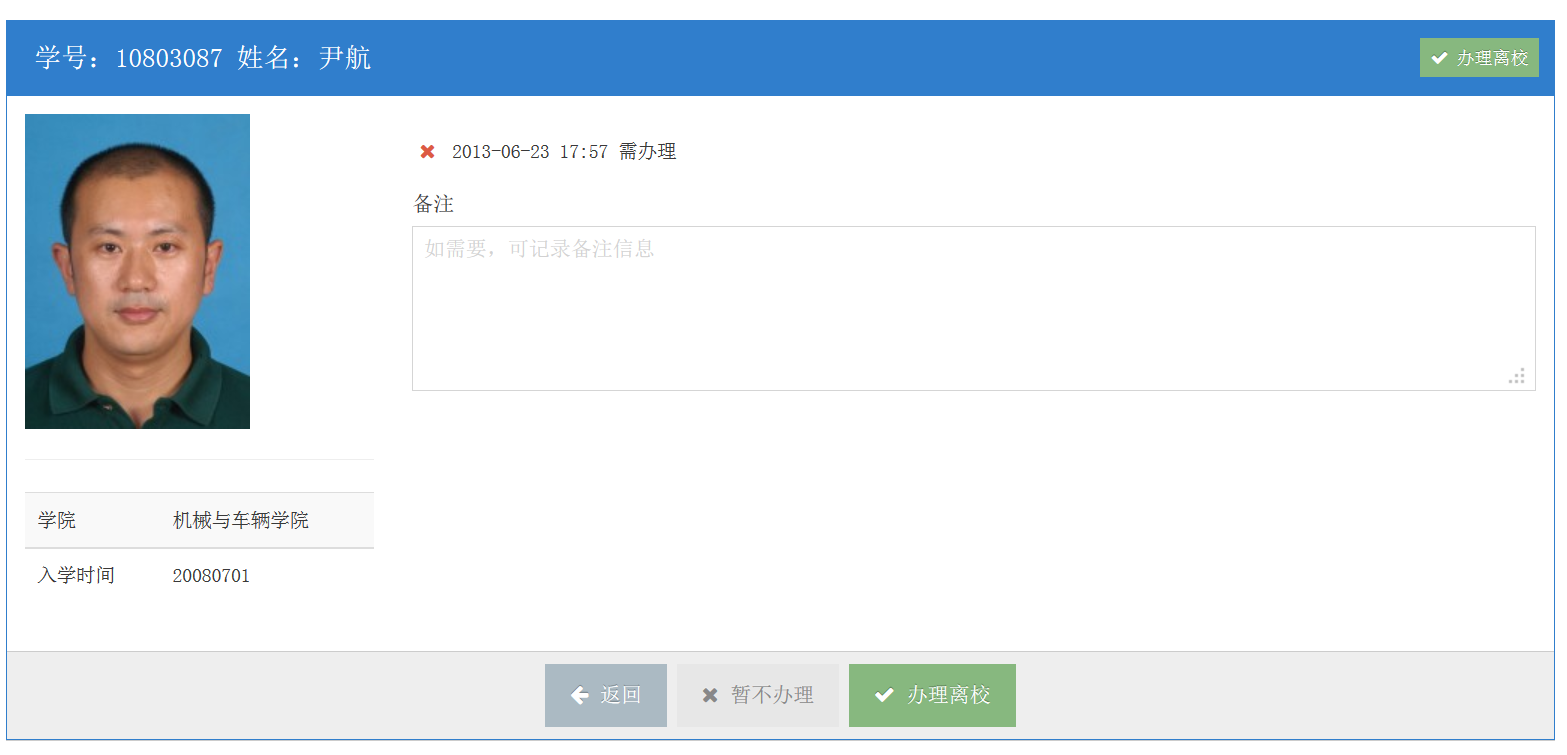 学号：10803087 姓名：尹航
办理离校
2013-06-23 17:57 需办理
备注
如需要，可记录备注信息
学院 机械与车辆学院
入学时间 20080701
返回 暂不办理 办理离校